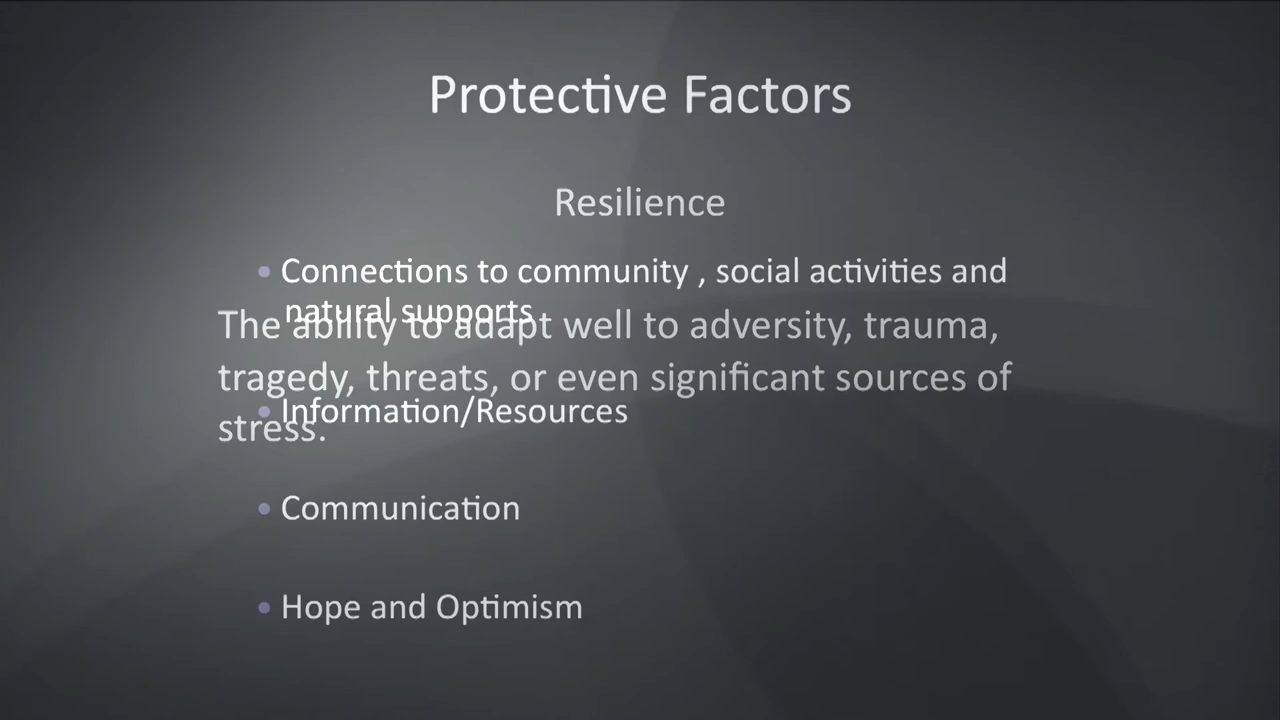 Protective Factors
Resilience
• Connections to community , social activities and
natural supports
The ability to adapt well to adversity, trauma,
tragedy, threats, or even significant sources of
• Information/Resources
stress.
• Communication
• Hope and Optimism